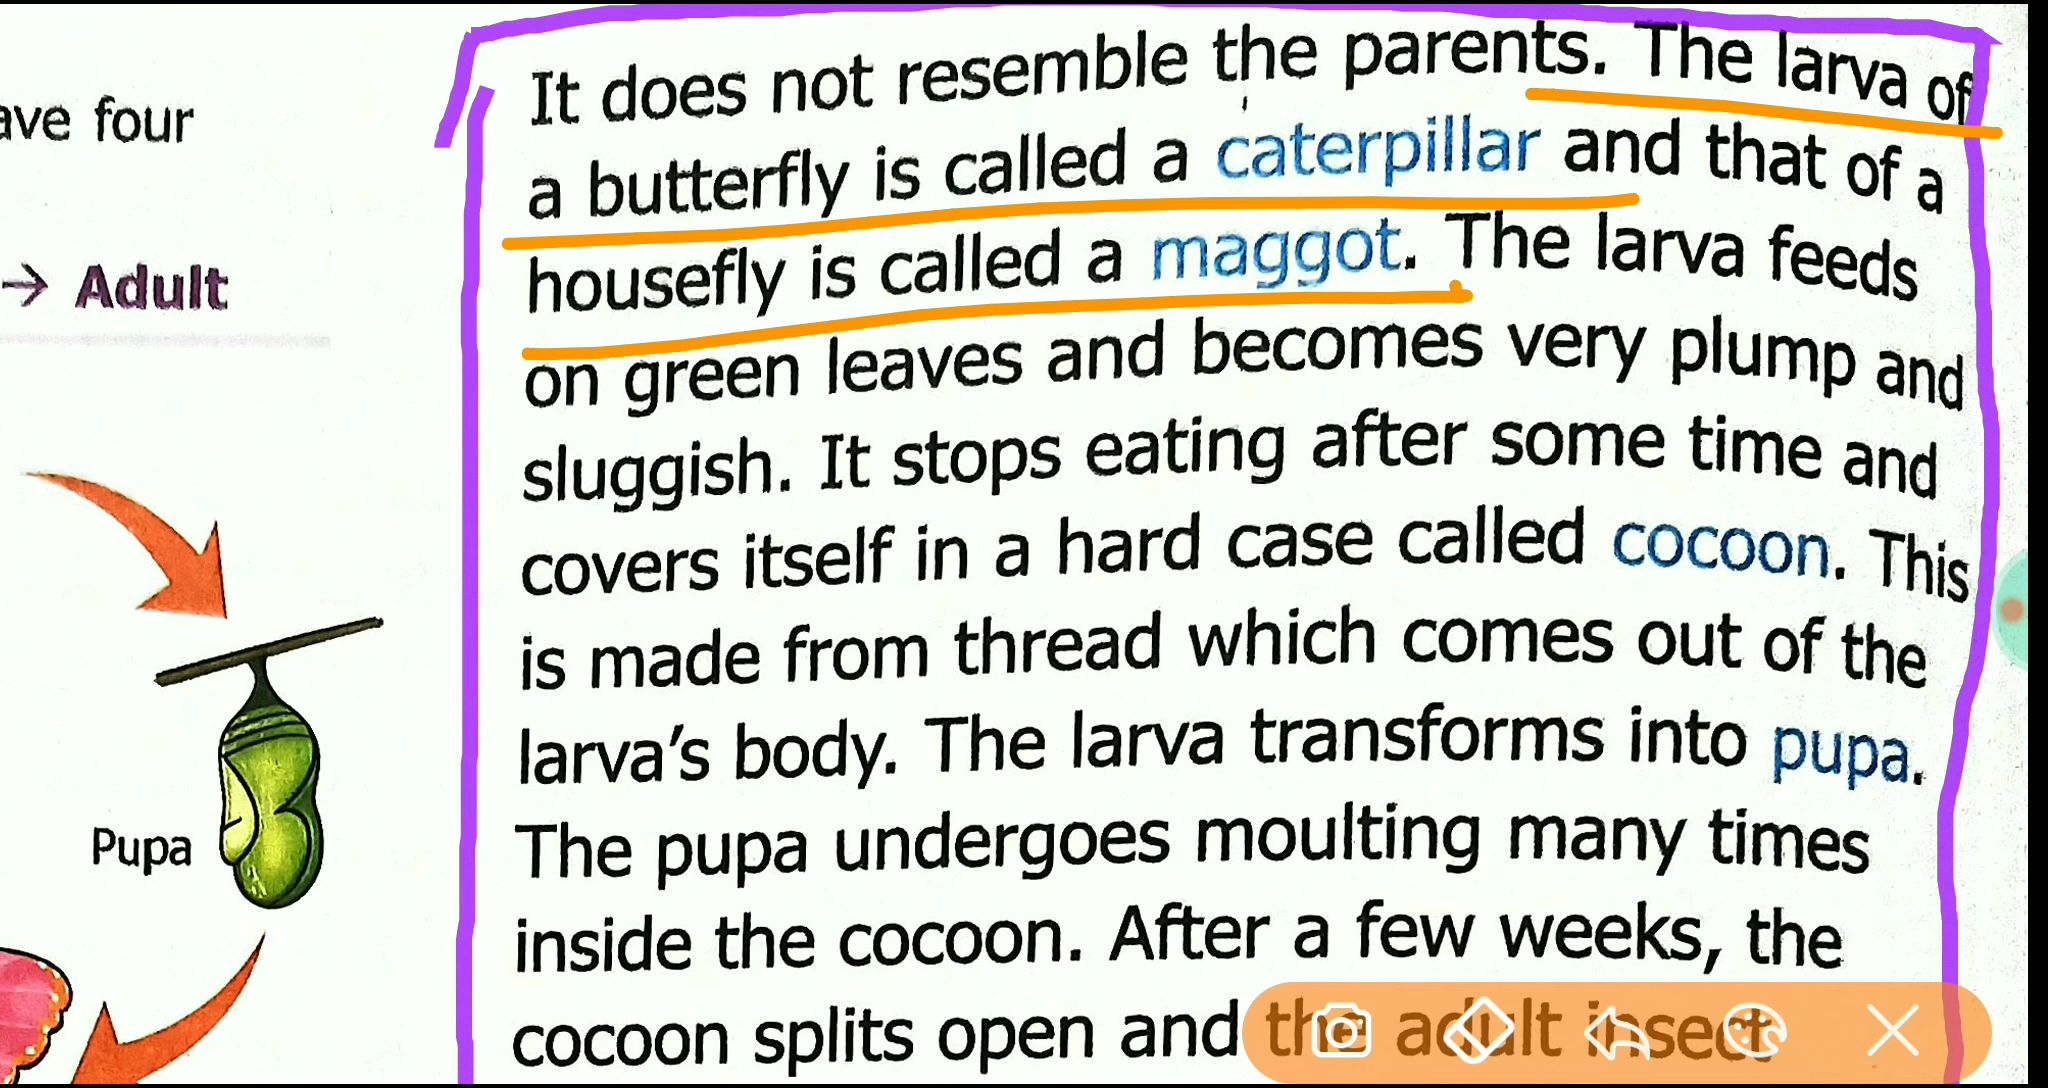 ave four
→ Adult
Pupa
It does not resemble the parents. The larva of
a butterfly is called a caterpillar and that of a
housefly is called a maggot. The larva feeds
on green leaves and becomes very plump and
sluggish. It stops eating after some time and
covers itself in a hard case called cocoon. This
is made from thread which comes out of the
larva's body. The larva transforms into pupa.
The pupa undergoes moulting many times
inside the cocoon. After a few weeks, the
cocoon splits open and the adult insect